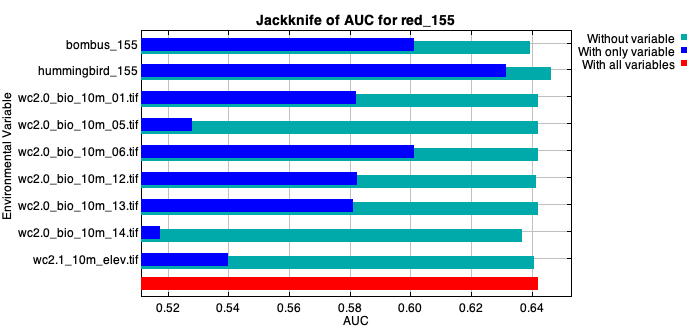 Jackknife of AUC for red_155
Without variable
With only variable
With all variables
Environmental Variable
bombus_155
hummingbird_155
wc2.0_bio_10m_01.tif
wc2.0_bio_10m_05.tif
wc2.0_bio_10m_06.tif
wc2.0_bio_10m_12.tif
wc2.0_bio_10m_13.tif
wc2.0_bio_10m_14.tif
wc2.1_10m_elev.tif
0.52 0.54 0.56 0.58 0.60 0.62 0.64
AUC